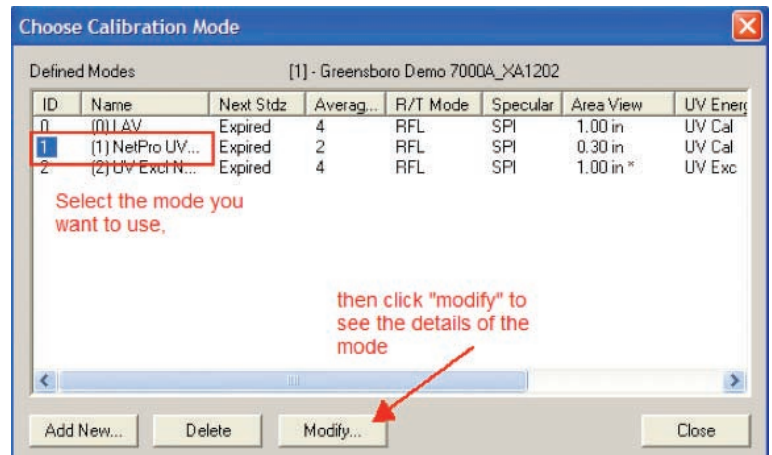 Choose Calibration Mode
Defined Modes [1] - Greensboro Demo 7000A_XA1202
ID Name Next Stdz Averag... R/T Mode Specular Area View UV Energ
0 (0) LAV Expired 4 RFL SPI 1.00 in UV Cal
1 (1) NetPro UV... Expired 2 RFL SPI 0.30 in UV Cal
2 (2) UV Excl N... Expired 4 RFL SPI 1.00 in * UV Exc
Select the mode you
want to use,
then click "modify" to
see the details of the
mode
Add New... Delete Modify... Close